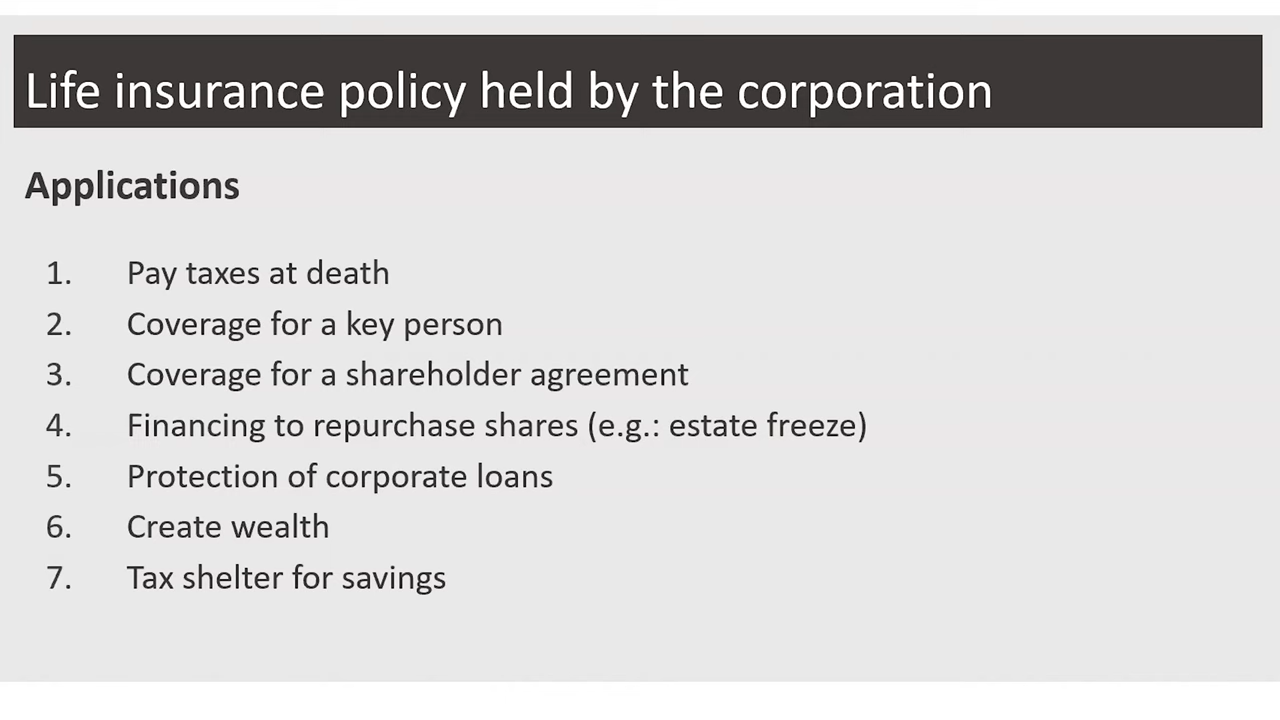 Life insurance policy held by the corporation
Applications
1. Pay taxes at death
2. Coverage for a key person
3. Coverage for a shareholder agreement
4. Financing to repurchase shares (e.g.: estate freeze)
5. Protection of corporate loans
6. Create wealth
7. Tax shelter for savings